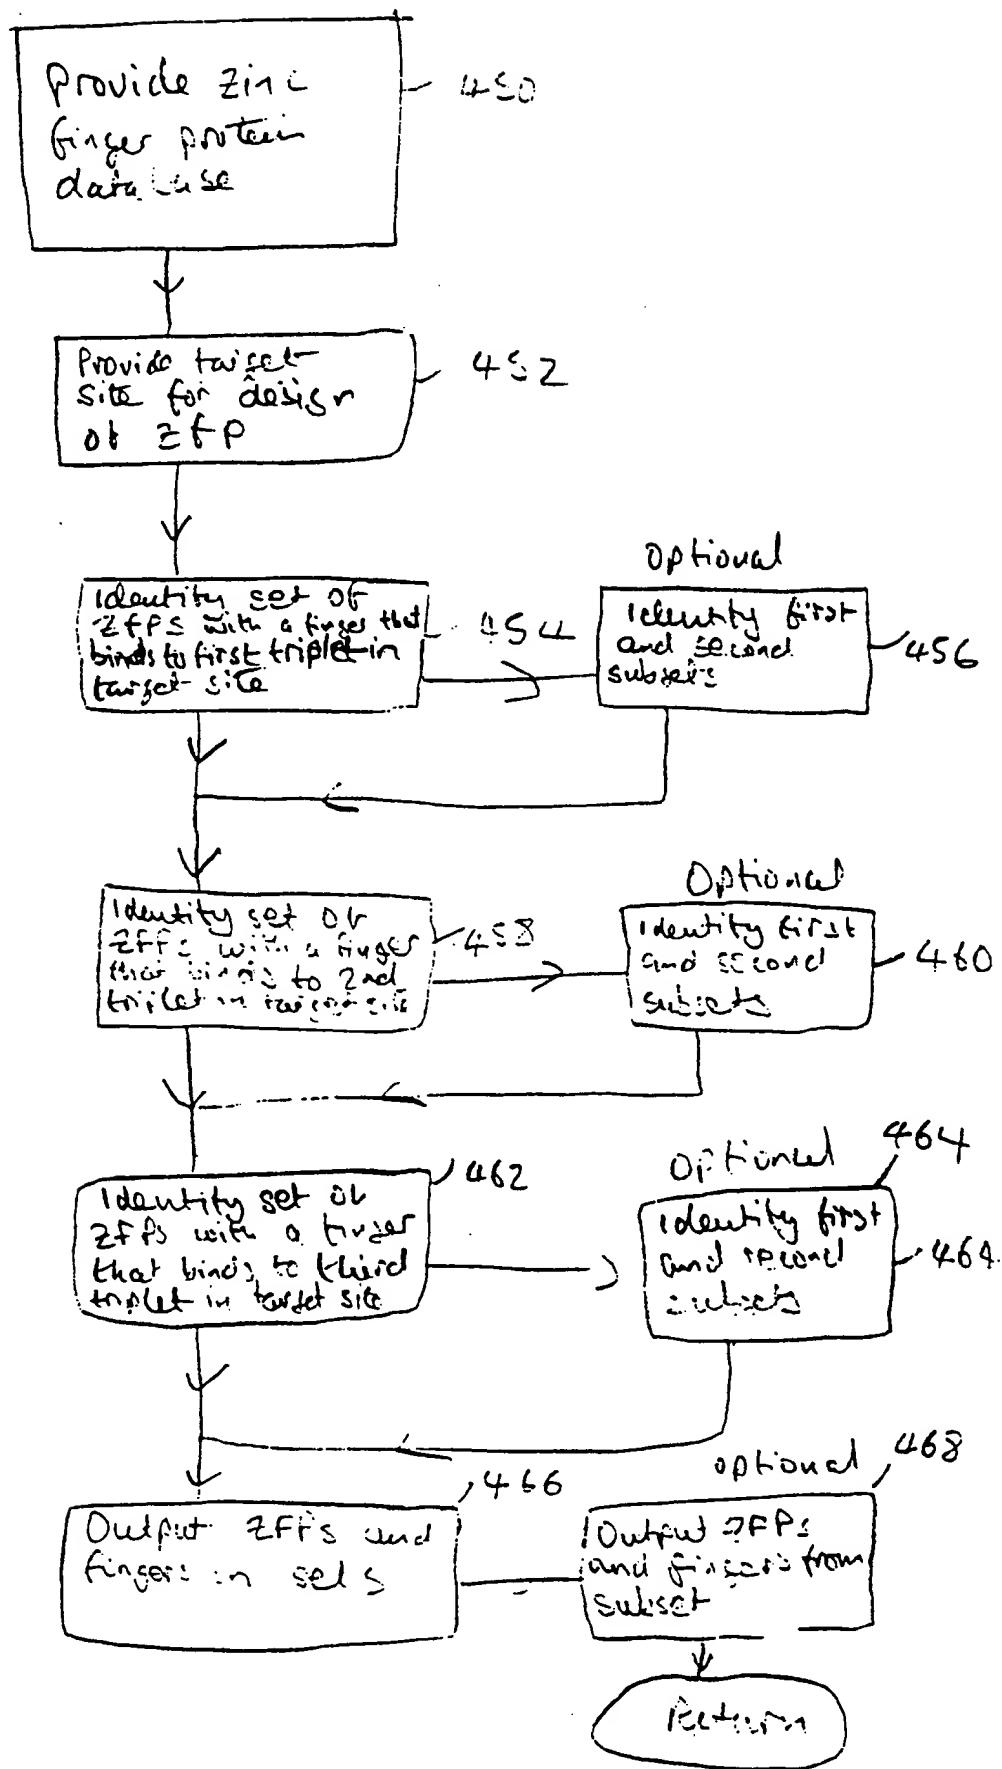 Provide zinc
finger protein
database
450
Provide target
site for design
of ZFP
452
Identify set of
ZFPs with a finger that
binds to first triplet in
target site
454
Optional
Identify first
and second
subsets
456
Identify set of
ZFPs with a finger
that binds to 2nd
triplet in target site
458
Optional
Identify first
and second
subsets
460
Identify set of
ZFPs with a finger
that binds to third
triplet in target site
462
Optional
464
Identify first
and second
subsets
464
Output ZFPs and
fingers in sets
466
optional
468
Output ZFPs
and fingers from
subset
Return